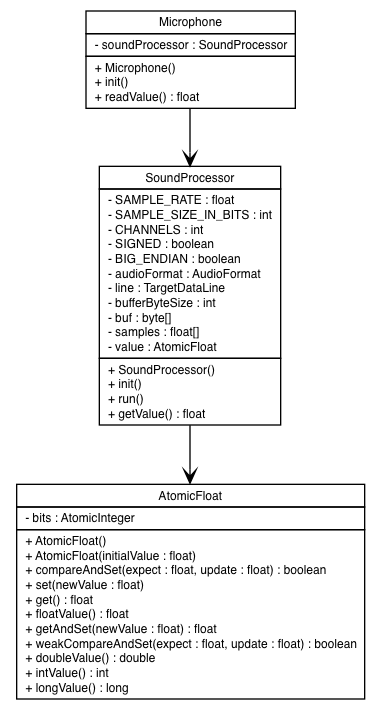 Microphone
- soundProcessor : SoundProcessor
+ Microphone()
+ init()
+ readValue() : float
SoundProcessor
- SAMPLE_RATE : float
- SAMPLE_SIZE_IN_BITS : int
- CHANNELS : int
- SIGNED : boolean
- BIG_ENDIAN : boolean
- audioFormat : AudioFormat
- line : TargetDataLine
- bufferByteSize : int
- buf : byte[]
- samples : float[]
- value : AtomicFloat
+ SoundProcessor()
+ init()
+ run()
+ getValue() : float
AtomicFloat
- bits : AtomicInteger
+ AtomicFloat()
+ AtomicFloat(initialValue : float)
+ compareAndSet(expect : float, update : float) : boolean
+ set(newValue : float)
+ get() : float
+ floatValue() : float
+ getAndSet(newValue : float) : float
+ weakCompareAndSet(expect : float, update : float) : boolean
+ doubleValue() : double
+ intValue() : int
+ longValue() : long